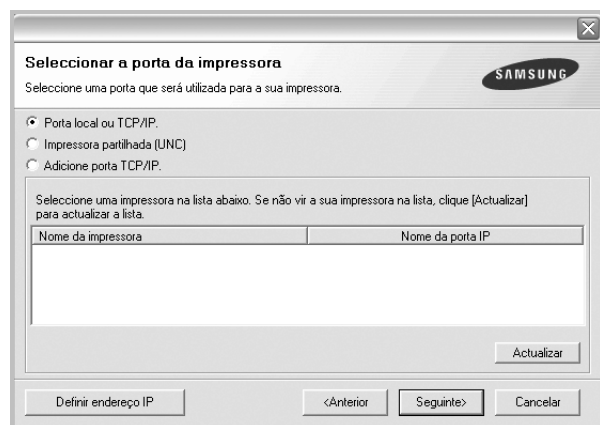 Seleccionar a porta da impressora
Seleccione uma porta que será utilizada para a sua impressora.
SAMSUNG
Porta local ou TCP/IP.
Impressora partilhada (UNC)
Adicione porta TCP/IP.
Seleccione uma impressora na lista abaixo. Se não vir a sua impressora na lista, clique [Actualizar]
para actualizar a lista.
Nome da impressora Nome da porta IP
Actualizar
Definir endereço IP <Anterior Seguinte> Cancelar